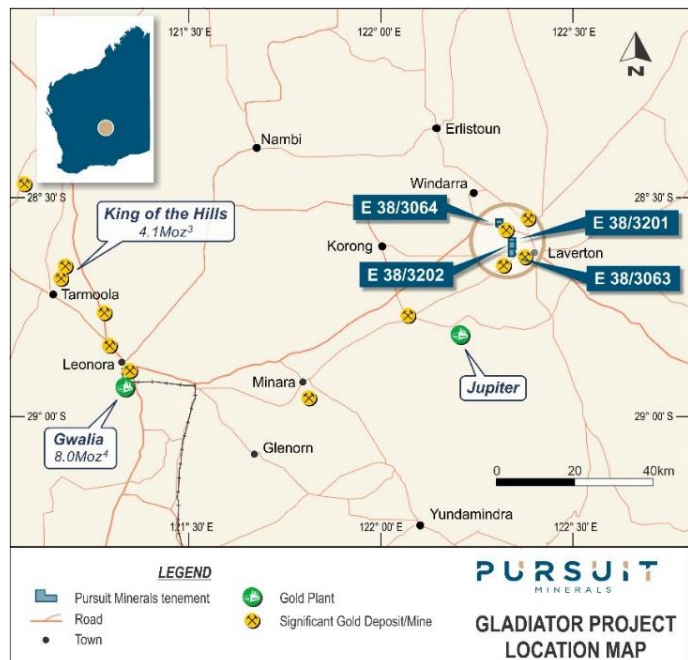 121° 30' E
122° 00' E
122° 30' E
N
Erlistoun
Nambi
Windarra
28° 30' S
28° 30' S
E 38/3064
King of the Hills
4.1Moz³
E 38/3201
Korong
Laverton
E 38/3202
E 38/3063
Tarmoola
Leonora
Jupiter
Minara
29° 00' S
29° 00' S
Gwalia
8.0Moz⁴
Glenorn
0 20 40km
Yundamindra
121° 30' E
122° 00' E
122° 30' E
LEGEND
Pursuit Minerals tenement
Road
Town
Gold Plant
Significant Gold Deposit/Mine
PURSUIT
MINERALS
GLADIATOR PROJECT
LOCATION MAP